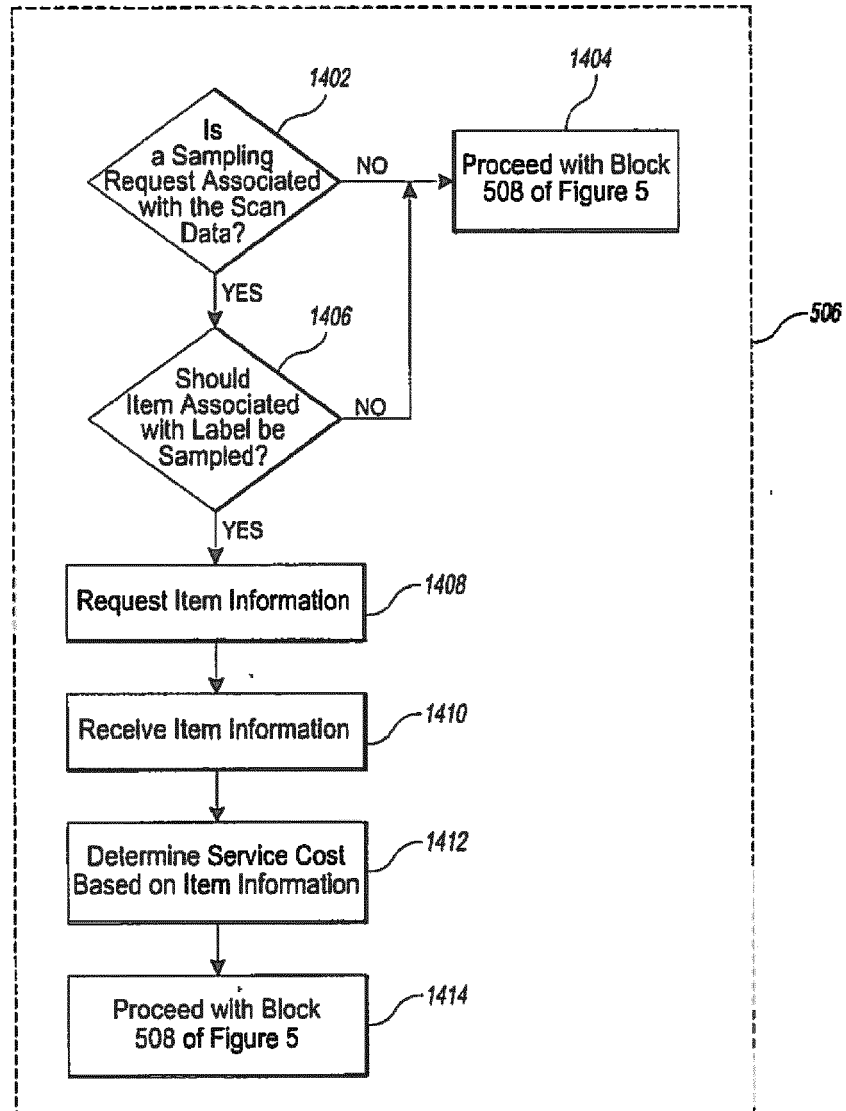 1402
Is
a Sampling
Request Associated
with the Scan
Data?
NO
1404
Proceed with Block
508 of Figure 5
YES
506
1406
Should
Item Associated
with Label be
Sampled?
NO
YES
Request Item Information
1408
Receive Item Information
1410
Determine Service Cost
Based on Item Information
1412
Proceed with Block
508 of Figure 5
1414